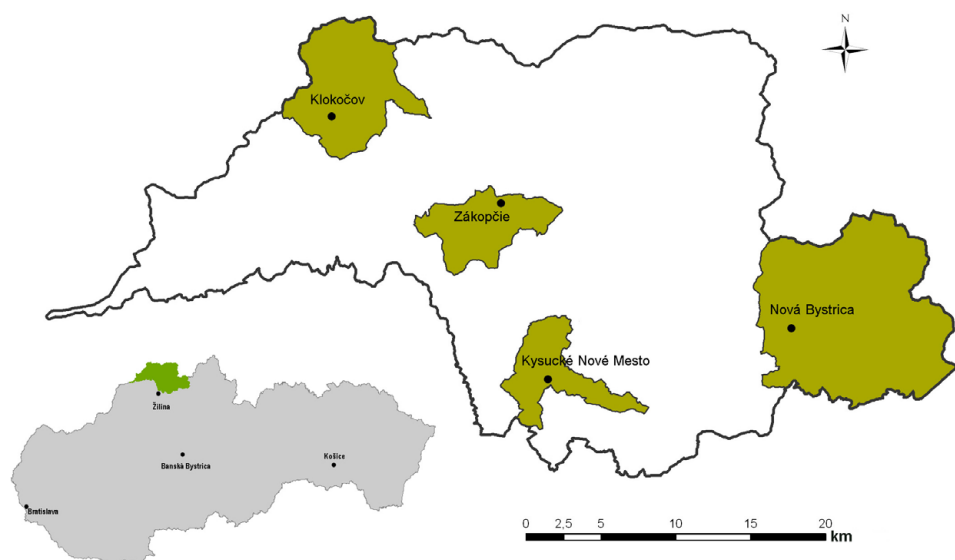 N
Klokočov
Zákopčie
Nová Bystrica
Kysucké Nové Mesto
Žilina
Banská Bystrica
Košice
Bratislava
0 2,5 5 10 15 20 km